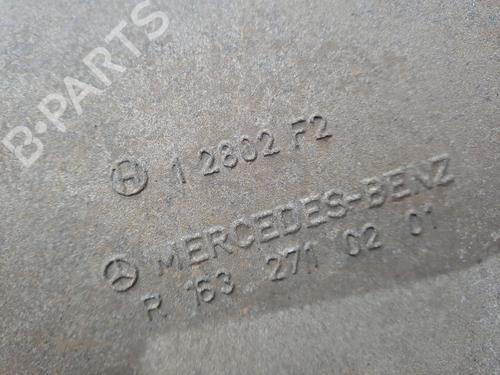 B-PARTS
H 1 2802 F2
MERCEDES-BENZ
R 163 271 02 01